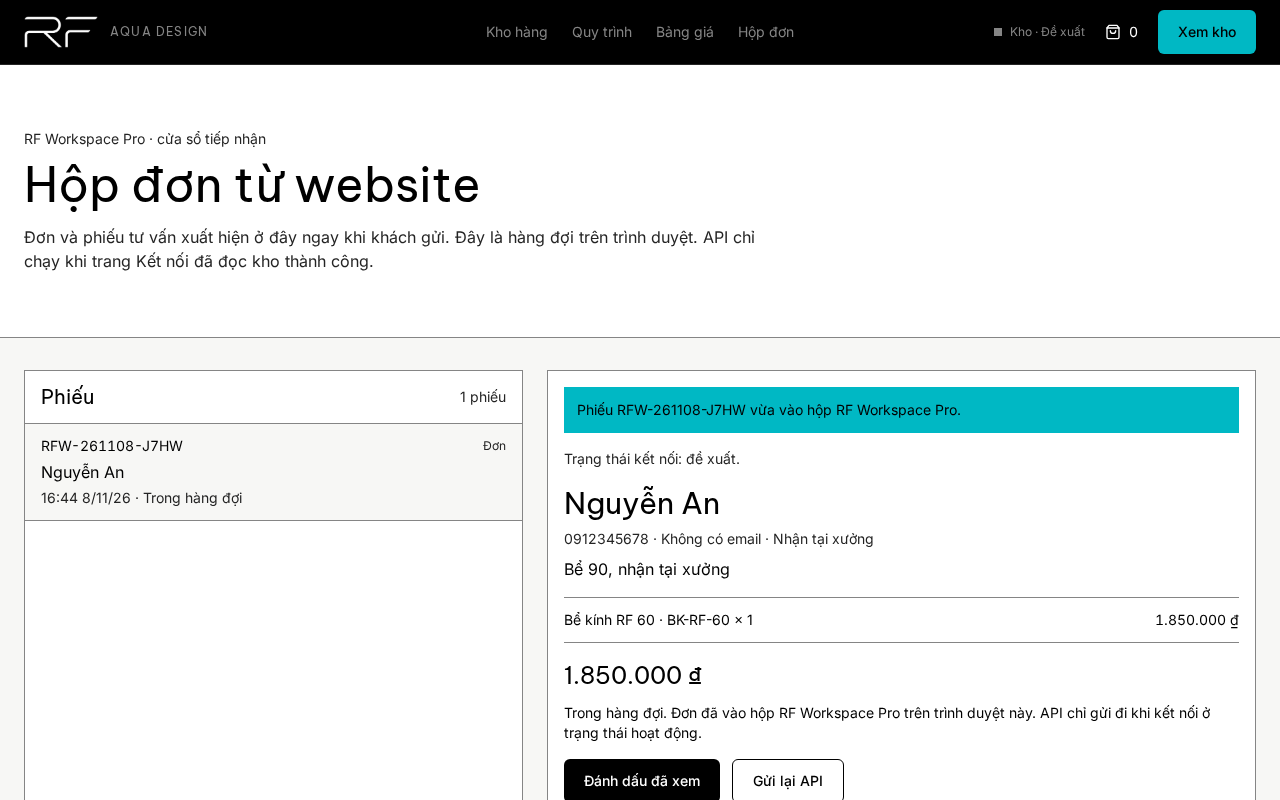 RF AQUA DESIGN
Kho hàng Quy trình Bảng giá Hộp đơn
Kho · Đề xuất 0 Xem kho
RF Workspace Pro · cửa sổ tiếp nhận
Hộp đơn từ website
Đơn và phiếu tư vấn xuất hiện ở đây ngay khi khách gửi. Đây là hàng đợi trên trình duyệt. API chỉ
chạy khi trang Kết nối đã đọc kho thành công.
Phiếu 1 phiếu
RFW-261108-J7HW Đơn
Nguyễn An
16:44 8/11/26 · Trong hàng đợi
Phiếu RFW-261108-J7HW vừa vào hộp RF Workspace Pro.
Trạng thái kết nối: đề xuất.
Nguyễn An
0912345678 · Không có email · Nhận tại xưởng
Bể 90, nhận tại xưởng
Bể kính RF 60 · BK-RF-60 × 1 1.850.000 ₫
1.850.000 ₫
Trong hàng đợi. Đơn đã vào hộp RF Workspace Pro trên trình duyệt này. API chỉ gửi đi khi kết nối ở
trạng thái hoạt động.
Đánh dấu đã xem Gửi lại API